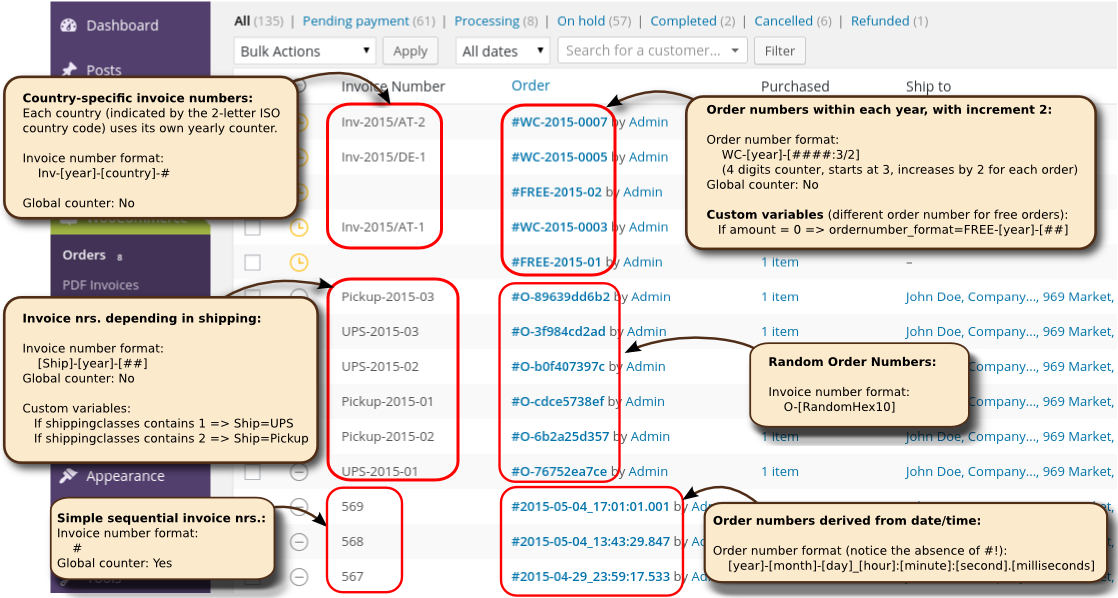 Dashboard
Posts
WooCommerce
Orders 8
PDF Invoices
Appearance
Tools
All (135) | Pending payment (61) | Processing (8) | On hold (57) | Completed (2) | Cancelled (6) | Refunded (1)
Bulk Actions Apply All dates Search for a customer... Filter
Invoice Number Order Purchased Ship to
Inv-2015/AT-2 #WC-2015-0007 by Admin
Inv-2015/DE-1 #WC-2015-0005 by Admin
#FREE-2015-02 by Admin
Inv-2015/AT-1 #WC-2015-0003 by Admin
#FREE-2015-01 by Admin 1 item –
Pickup-2015-03 #O-89639dd6b2 by Admin 1 item John Doe, Company..., 969 Market,
UPS-2015-03 #O-3f984cd2ad by Admin 1 item John Doe, Company..., 969 Market,
UPS-2015-02 #O-b0f407397c by Admin Company..., 969 Market,
Pickup-2015-01 #O-cdce5738ef by Admin Company..., 969 Market,
Pickup-2015-02 #O-6b2a25d357 by Admin 1 item John Doe, Company..., 969 Market,
UPS-2015-01 #O-76752ea7ce by Admin 1 item John Doe, Company..., 969 Market,
569 #2015-05-04_17:01:01.001 by
568 #2015-05-04_13:43:29.847 by
567 #2015-04-29_23:59:17.533 by
Country-specific invoice numbers:
Each country (indicated by the 2-letter ISO
country code) uses its own yearly counter.
Invoice number format:
Inv-[year]-[country]-#
Global counter: No
Order numbers within each year, with increment 2:
Order number format:
WC-[year]-[####:3/2]
(4 digits counter, starts at 3, increases by 2 for each order)
Global counter: No
Custom variables (different order number for free orders):
If amount = 0 => ordernumber_format=FREE-[year]-[##]
Invoice nrs. depending in shipping:
Invoice number format:
[Ship]-[year]-[##]
Global counter: No
Custom variables:
If shippingclasses contains 1 => Ship=UPS
If shippingclasses contains 2 => Ship=Pickup
Random Order Numbers:
Invoice number format:
O-[RandomHex10]
Simple sequential invoice nrs.:
Invoice number format:
#
Global counter: Yes
Order numbers derived from date/time:
Order number format (notice the absence of #!):
[year]-[month]-[day]_[hour]:[minute]:[second].[milliseconds]